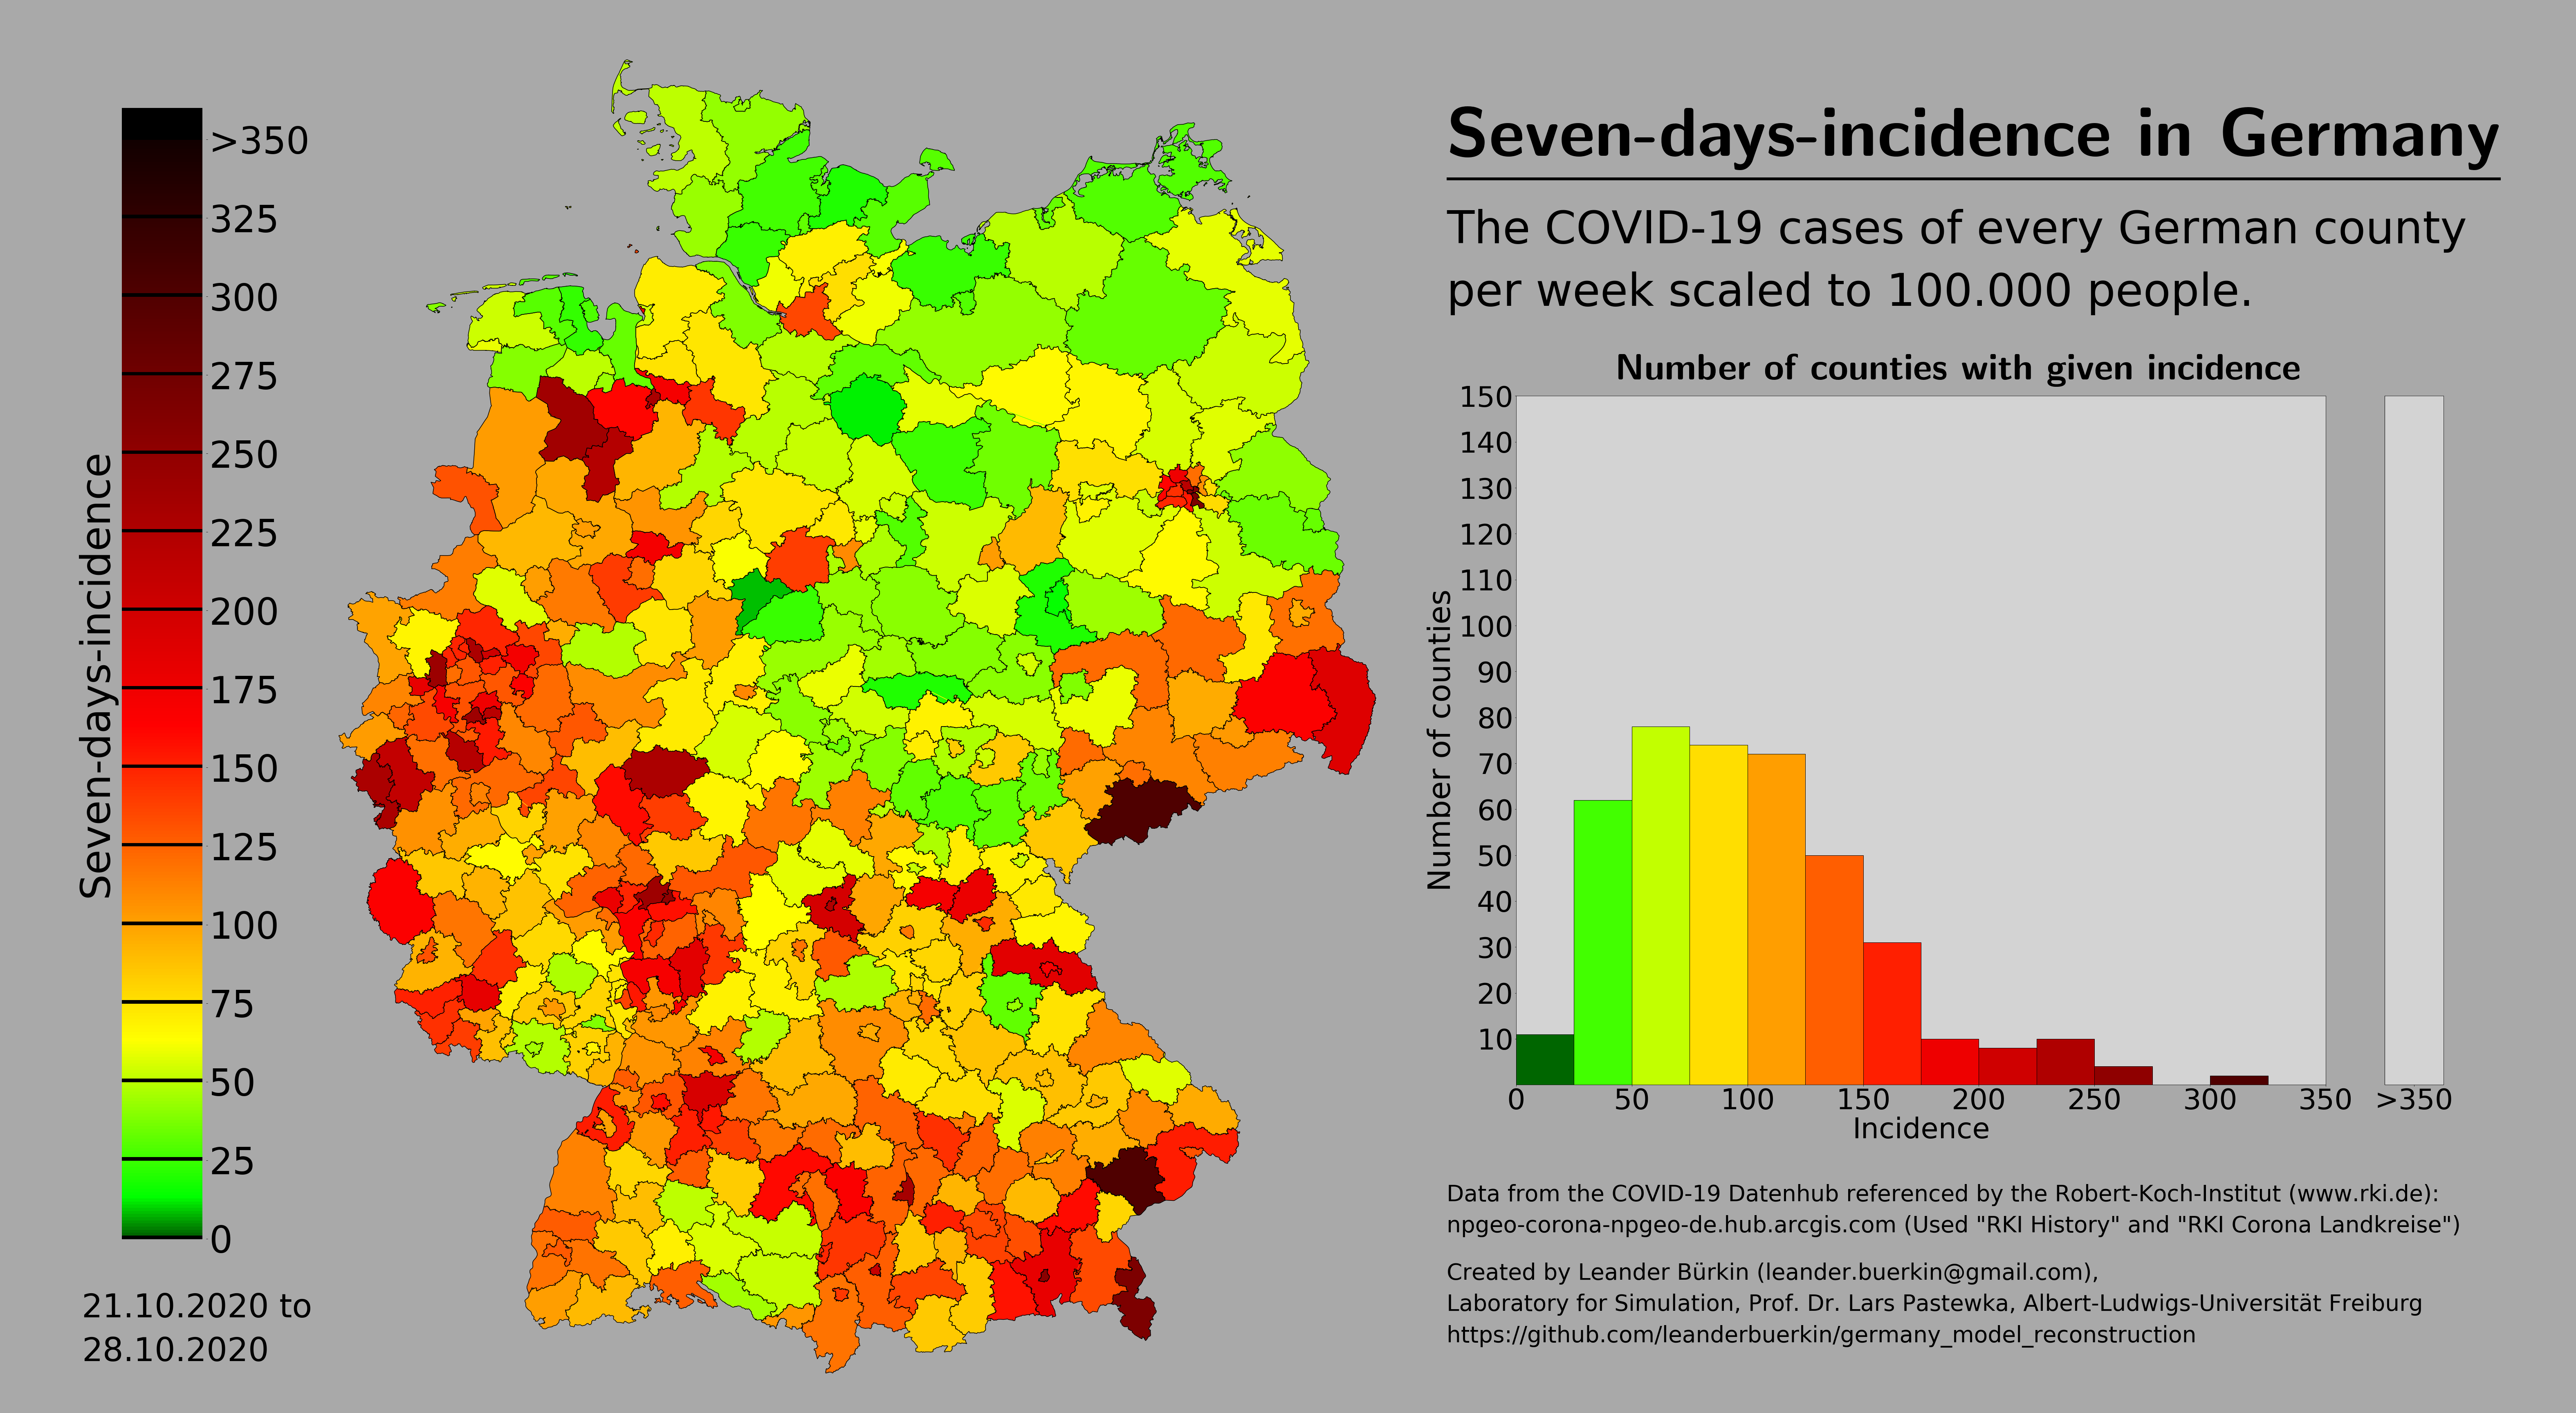 Seven-days-incidence in Germany
The COVID-19 cases of every German county
per week scaled to 100.000 people.
Seven-days-incidence
>350
325
300
275
250
225
200
175
150
125
100
75
50
25
0
21.10.2020 to
28.10.2020
Number of counties with given incidence
Number of counties
150
140
130
120
110
100
90
80
70
60
50
40
30
20
10
0 50 100 150 200 250 300 350 >350
Incidence
Data from the COVID-19 Datenhub referenced by the Robert-Koch-Institut (www.rki.de):
npgeo-corona-npgeo-de.hub.arcgis.com (Used "RKI History" and "RKI Corona Landkreise")
Created by Leander Bürkin (leander.buerkin@gmail.com),
Laboratory for Simulation, Prof. Dr. Lars Pastewka, Albert-Ludwigs-Universität Freiburg
https://github.com/leanderbuerkin/germany_model_reconstruction